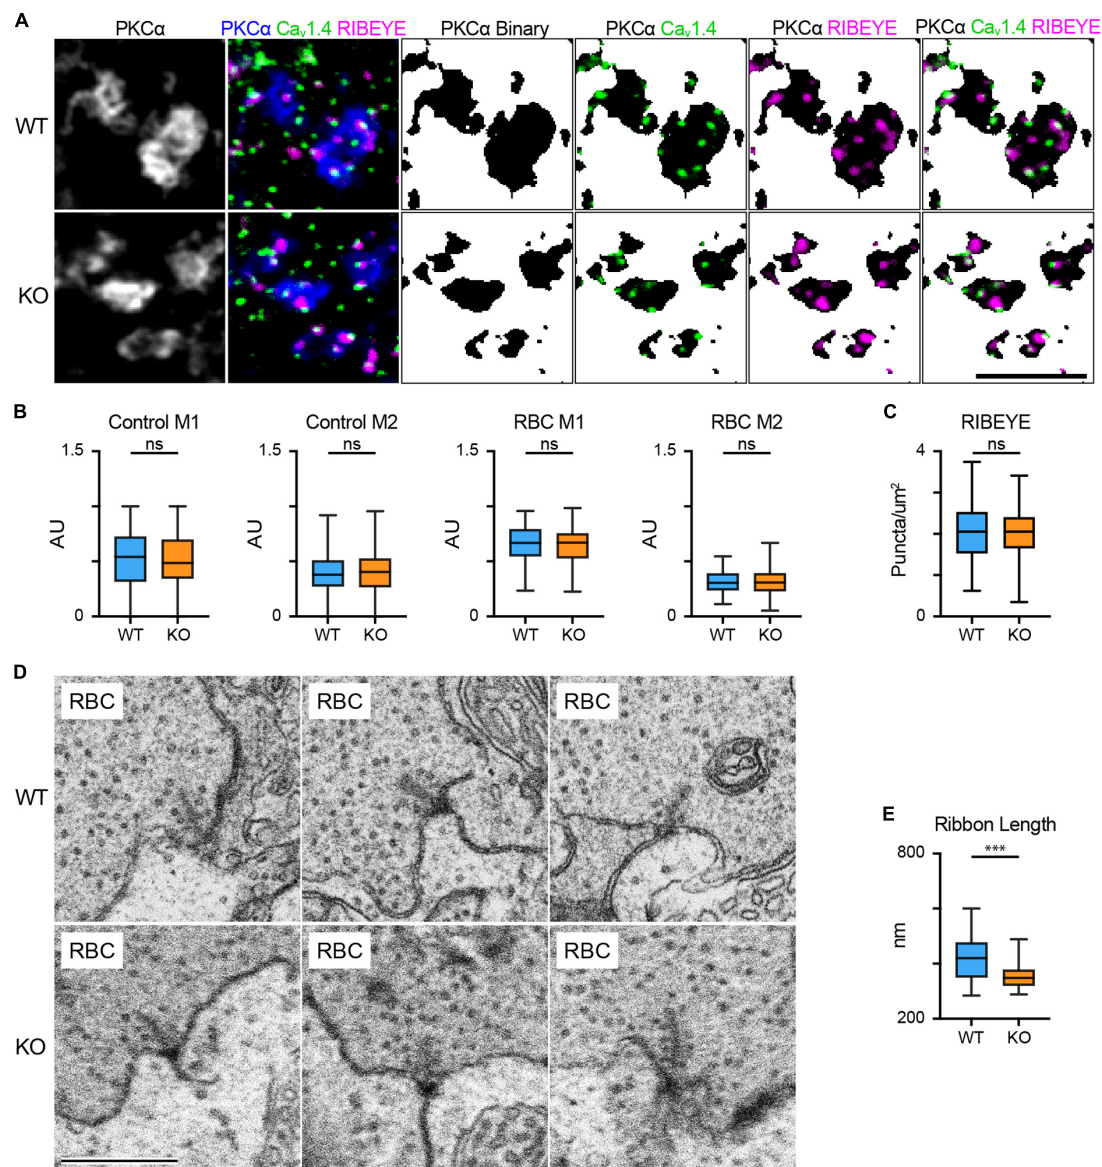 A
PKCα
PKCα Caᵥ1.4 RIBEYE
PKCα Binary
PKCα Caᵥ1.4
PKCα RIBEYE
PKCα Caᵥ1.4 RIBEYE
WT
KO
B
Control M1
ns
1.5
AU
0
WT KO
Control M2
ns
1.5
AU
0
WT KO
RBC M1
ns
1.5
AU
0
WT KO
RBC M2
ns
1.5
AU
0
WT KO
C
RIBEYE
ns
4
Puncta/um²
0
WT KO
D
RBC
RBC
RBC
WT
RBC
RBC
RBC
KO
E
Ribbon Length
***
800
nm
200
WT KO